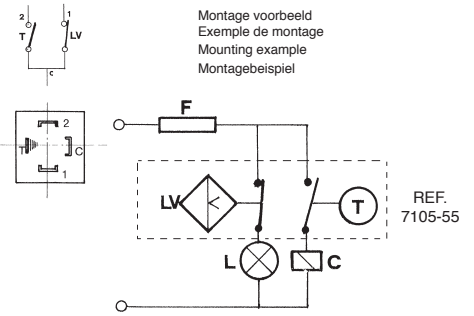 2 1
T LV
C
Montage voorbeeld
Exemple de montage
Mounting example
Montagebeispiel
2
T C
1
F
LV <
T
L C
REF.
7105-55